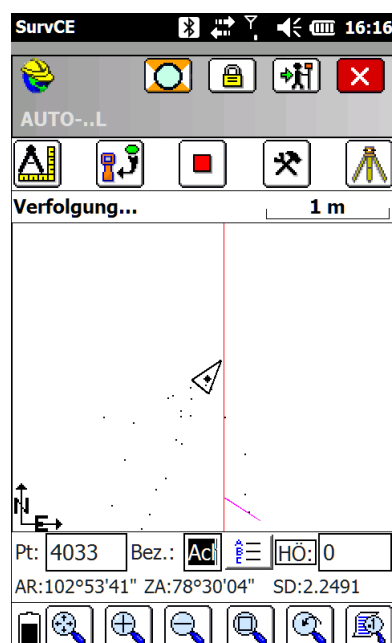 SurvCE 16:16
AUTO-..L
Verfolgung... 1 m
N
E
Pt: 4033 Bez.: HÖ: 0
AR:102°53'41" ZA:78°30'04" SD:2.2491